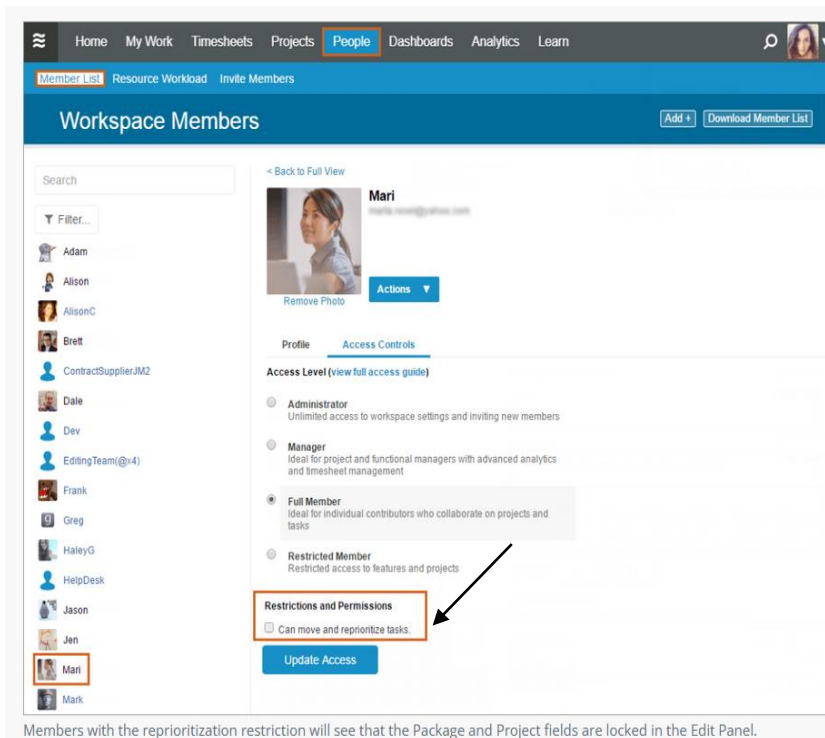 Home My Work Timesheets Projects People Dashboards Analytics Learn
Member List Resource Workload Invite Members
Workspace Members
Add + Download Member List
Search
Filter...
Adam
Alison
AlisonC
Brett
ContractSupplierJM2
Dale
Dev
EditingTeam(@x4)
Frank
Greg
HaleyG
HelpDesk
Jason
Jen
Mari
Mark
< Back to Full View
Mari
Remove Photo
Actions ▼
Profile Access Controls
Access Level (view full access guide)
Administrator
Unlimited access to workspace settings and inviting new members
Manager
Ideal for project and functional managers with advanced analytics
and timesheet management
Full Member
Ideal for individual contributors who collaborate on projects and
tasks
Restricted Member
Restricted access to features and projects
Restrictions and Permissions
Can move and reprioritize tasks.
Update Access
Members with the reprioritization restriction will see that the Package and Project fields are locked in the Edit Panel.